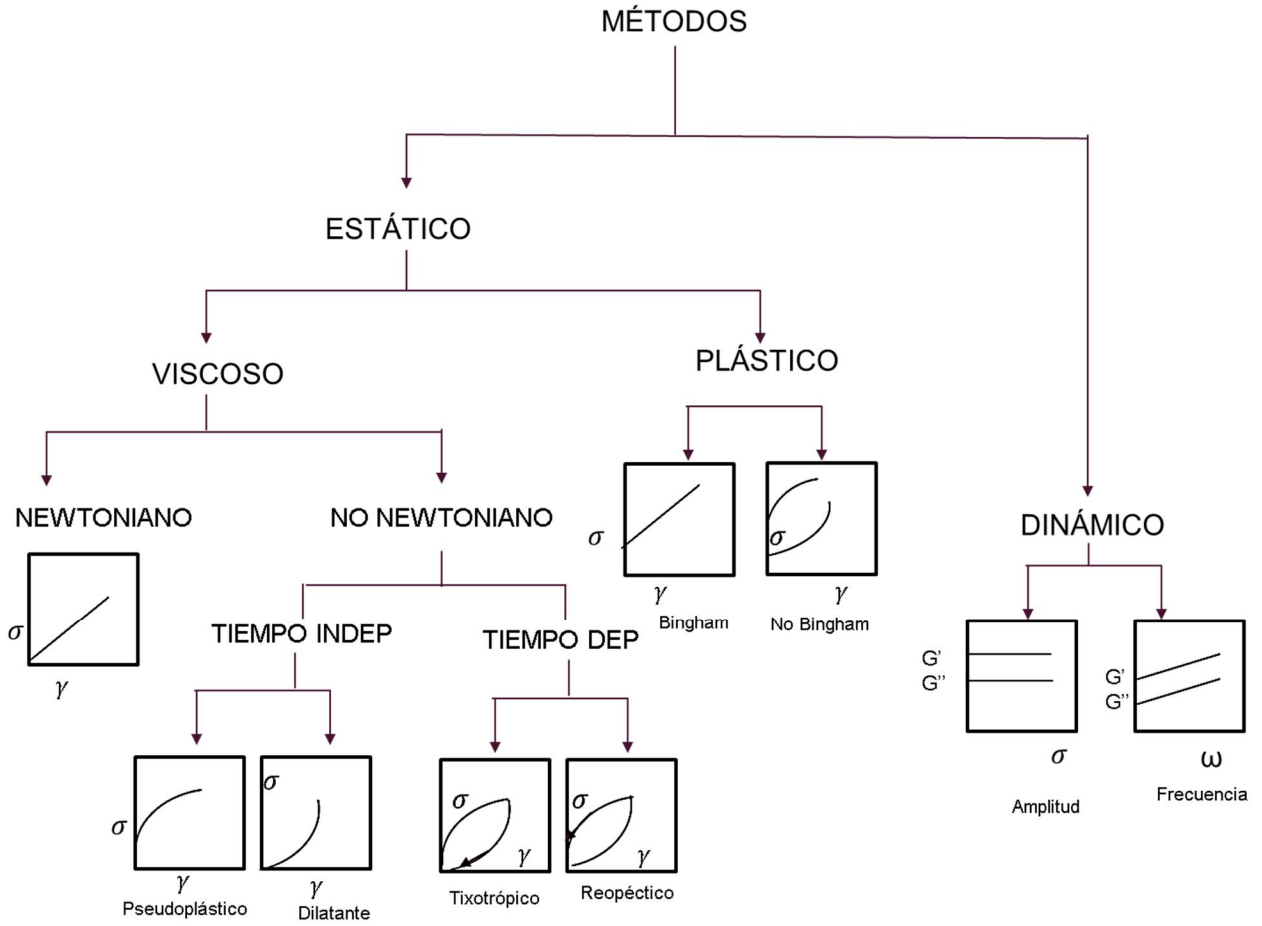 MÉTODOS
ESTÁTICO
VISCOSO
PLÁSTICO
NEWTONIANO
NO NEWTONIANO
DINÁMICO
σ
γ
σ
γ
Bingham
σ
γ
No Bingham
TIEMPO INDEP
TIEMPO DEP
G'
G''
σ
Amplitud
G'
G''
ω
Frecuencia
σ
γ
Pseudoplástico
σ
γ
Dilatante
σ
γ
Tixotrópico
σ
γ
Reopéctico